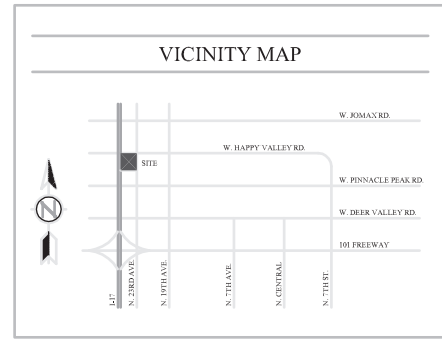 VICINITY MAP
W. JOMAX RD.
W. HAPPY VALLEY RD.
SITE
W. PINNACLE PEAK RD.
W. DEER VALLEY RD.
N
101 FREEWAY
I-17
N. 23RD AVE.
N. 19TH AVE.
N. 7TH AVE.
N. CENTRAL
N. 7TH ST.